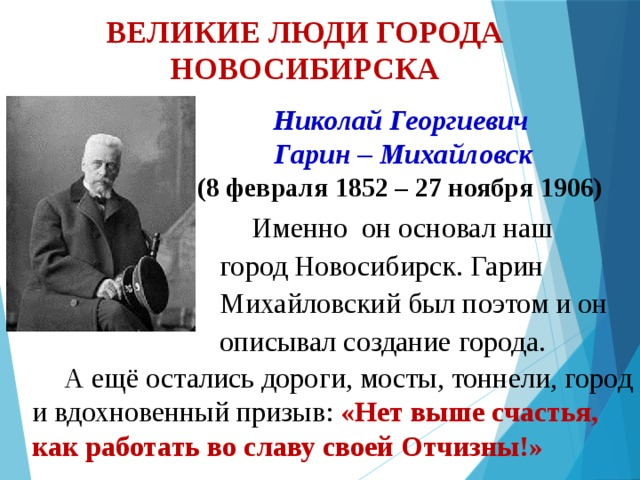 ВЕЛИКИЕ ЛЮДИ ГОРОДА
НОВОСИБИРСКА
Николай Георгиевич
Гарин – Михайловск
(8 февраля 1852 – 27 ноября 1906)
Именно он основал наш
город Новосибирск. Гарин
Михайловский был поэтом и он
описывал создание города.
А ещё остались дороги, мосты, тоннели, город
и вдохновенный призыв: «Нет выше счастья,
как работать во славу своей Отчизны!»